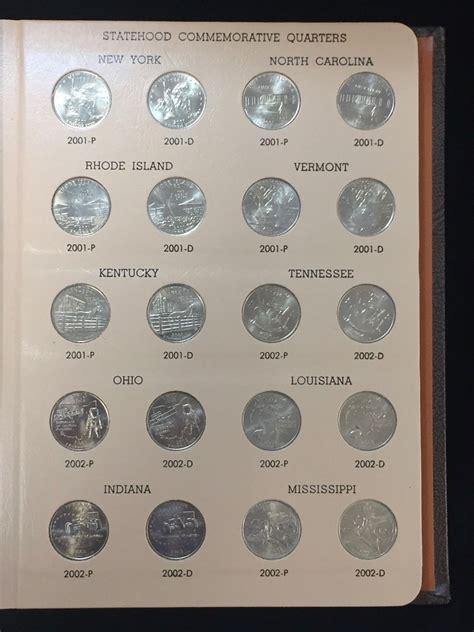 STATEHOOD COMMEMORATIVE QUARTERS
NEW YORK NORTH CAROLINA
2001-P 2001-D 2001-P 2001-D
RHODE ISLAND VERMONT
2001-P 2001-D 2001-P 2001-D
KENTUCKY TENNESSEE
2001-P 2001-D 2002-P 2002-D
OHIO LOUISIANA
2002-P 2002-D 2002-P 2002-D
INDIANA MISSISSIPPI
2002-P 2002-D 2002-P 2002-D